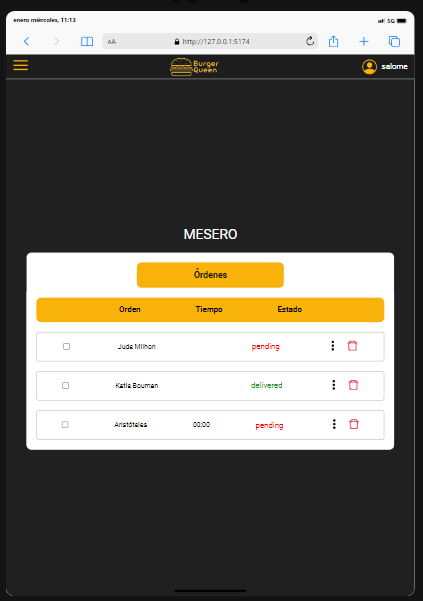 enero miércoles, 11:13
5G
AA
http://127.0.0.1:5174
Burger
Queen
salome
MESERO
Órdenes
Orden Tiempo Estado
Jude Milhon pending
Katie Bouman delivered
Aristóteles 00:00 pending